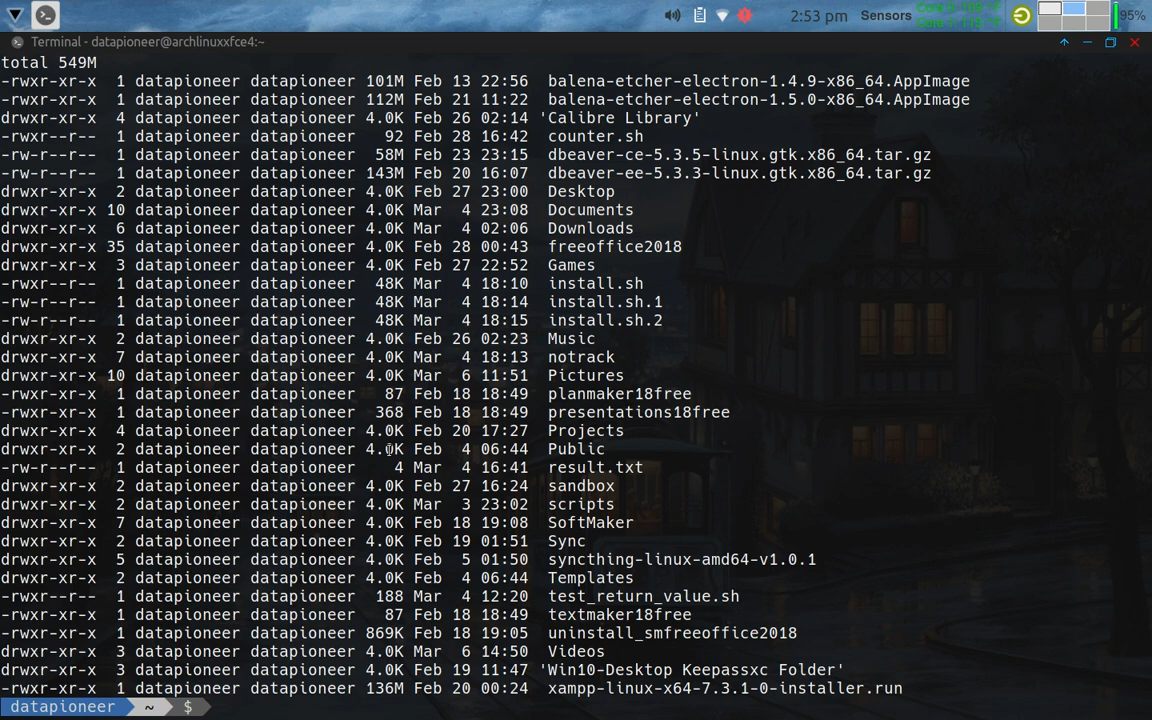 2:53 pm Sensors
95%
Terminal - datapioneer@archlinuxxfce4:~
total 549M
-rwxr-xr-x 1 datapioneer datapioneer 101M Feb 13 22:56 balena-etcher-electron-1.4.9-x86_64.AppImage
-rwxr-xr-x 1 datapioneer datapioneer 112M Feb 21 11:22 balena-etcher-electron-1.5.0-x86_64.AppImage
drwxr-xr-x 4 datapioneer datapioneer 4.0K Feb 26 02:14 'Calibre Library'
-rwxr--r-- 1 datapioneer datapioneer 92 Feb 28 16:42 counter.sh
-rw-r--r-- 1 datapioneer datapioneer 58M Feb 23 23:15 dbeaver-ce-5.3.5-linux.gtk.x86_64.tar.gz
-rw-r--r-- 1 datapioneer datapioneer 143M Feb 20 16:07 dbeaver-ee-5.3.3-linux.gtk.x86_64.tar.gz
drwxr-xr-x 2 datapioneer datapioneer 4.0K Feb 27 23:00 Desktop
drwxr-xr-x 10 datapioneer datapioneer 4.0K Mar 4 23:08 Documents
drwxr-xr-x 6 datapioneer datapioneer 4.0K Mar 4 02:06 Downloads
drwxr-xr-x 35 datapioneer datapioneer 4.0K Feb 28 00:43 freeoffice2018
drwxr-xr-x 3 datapioneer datapioneer 4.0K Feb 27 22:52 Games
-rwxr--r-- 1 datapioneer datapioneer 48K Mar 4 18:10 install.sh
-rw-r--r-- 1 datapioneer datapioneer 48K Mar 4 18:14 install.sh.1
-rw-r--r-- 1 datapioneer datapioneer 48K Mar 4 18:15 install.sh.2
drwxr-xr-x 2 datapioneer datapioneer 4.0K Feb 26 02:23 Music
drwxr-xr-x 7 datapioneer datapioneer 4.0K Mar 4 18:13 notrack
drwxr-xr-x 10 datapioneer datapioneer 4.0K Mar 6 11:51 Pictures
-rwxr-xr-x 1 datapioneer datapioneer 87 Feb 18 18:49 planmaker18free
-rwxr-xr-x 1 datapioneer datapioneer 368 Feb 18 18:49 presentations18free
drwxr-xr-x 4 datapioneer datapioneer 4.0K Feb 20 17:27 Projects
drwxr-xr-x 2 datapioneer datapioneer 4.0K Feb 4 06:44 Public
-rw-r--r-- 1 datapioneer datapioneer 4 Mar 4 16:41 result.txt
drwxr-xr-x 2 datapioneer datapioneer 4.0K Feb 27 16:24 sandbox
drwxr-xr-x 2 datapioneer datapioneer 4.0K Mar 3 23:02 scripts
drwxr-xr-x 7 datapioneer datapioneer 4.0K Feb 18 19:08 SoftMaker
drwxr-xr-x 2 datapioneer datapioneer 4.0K Feb 19 01:51 Sync
drwxr-xr-x 5 datapioneer datapioneer 4.0K Feb 5 01:50 syncthing-linux-amd64-v1.0.1
drwxr-xr-x 2 datapioneer datapioneer 4.0K Feb 4 06:44 Templates
-rwxr-xr-x 1 datapioneer datapioneer 188 Mar 4 12:20 test_return_value.sh
-rwxr-xr-x 1 datapioneer datapioneer 87 Feb 18 18:49 textmaker18free
-rwxr-xr-x 1 datapioneer datapioneer 869K Feb 18 19:05 uninstall_smfreeoffice2018
drwxr-xr-x 3 datapioneer datapioneer 4.0K Mar 6 14:50 Videos
drwxr-xr-x 3 datapioneer datapioneer 4.0K Feb 19 11:47 'Win10-Desktop Keepassxc Folder'
-rwxr-xr-x 1 datapioneer datapioneer 136M Feb 20 00:24 xampp-linux-x64-7.3.1-0-installer.run
datapioneer ~ $